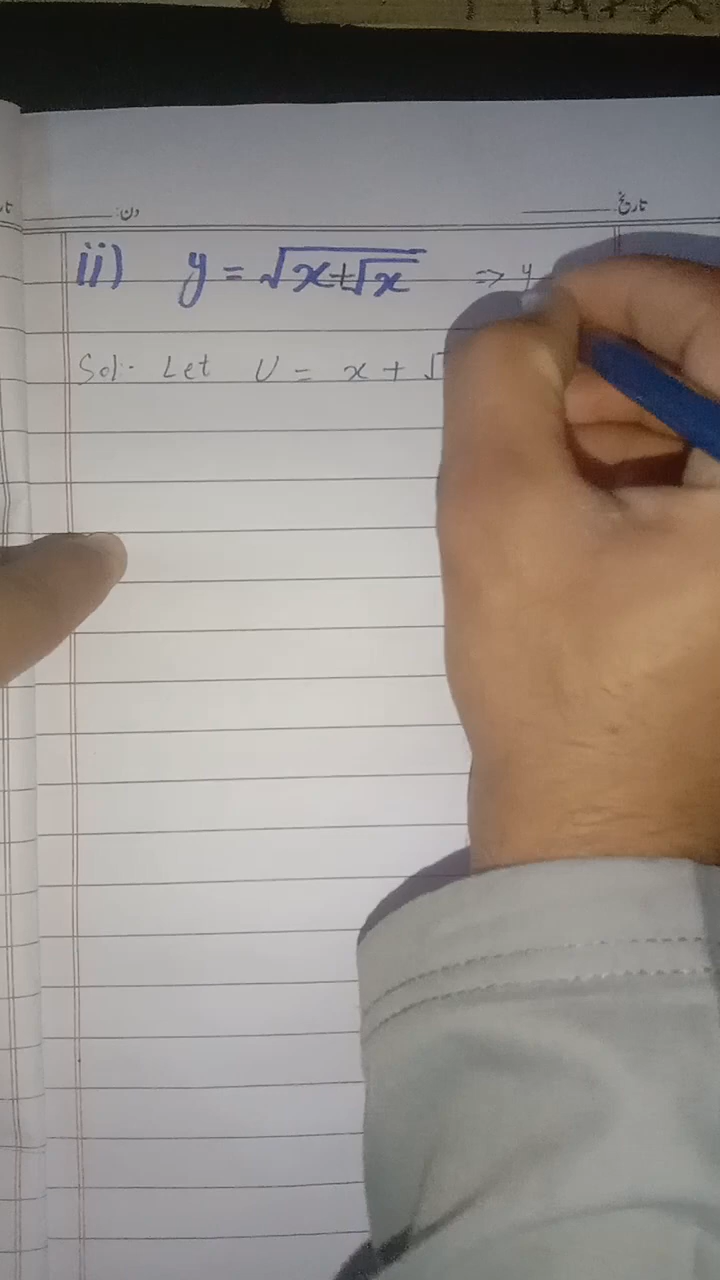 تاریخ: دن:
ii) y = √(x+√x) => y
Sol:- Let U = x + √